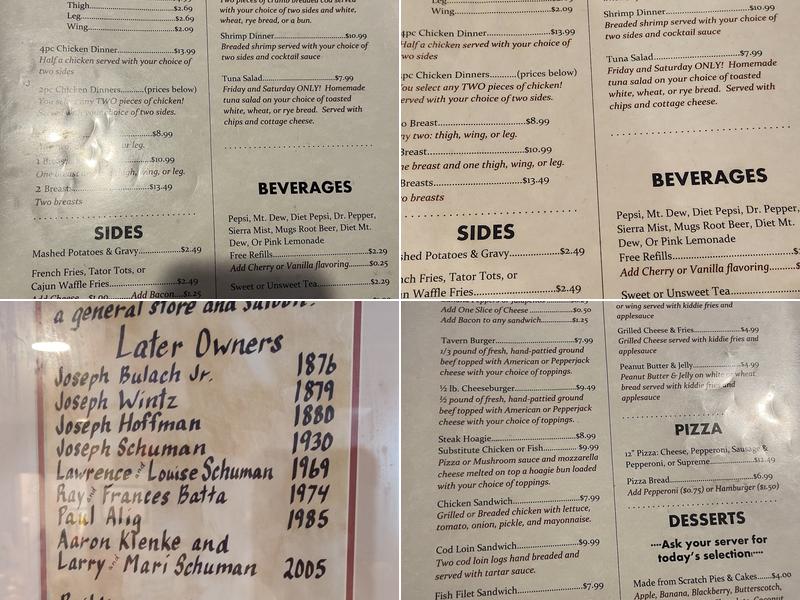 Thigh..............$2.69
Leg..............$2.69
Wing..............$2.09
4pc Chicken Dinner..............$13.99
Half a chicken served with your choice of
two sides
2pc Chicken Dinners.........(prices below)
You select any TWO pieces of chicken!
of two sides.
$8.99
or leg.
1 Breast..............$10.99
One breast thigh, wing, or leg.
2 Breasts..............$13.49
Two breasts
SIDES
Mashed Potatoes & Gravy..............$2.49
French Fries, Tator Tots, or
Cajun Waffle Fries..............$2.49
Add Cheese....$1.00 Add Bacon....$1.25
with your choice of two sides and white,
wheat, rye bread, or a bun.
Shrimp Dinner..............$10.99
Breaded shrimp served with your choice of
two sides and cocktail sauce
Tuna Salad..............$7.99
Friday and Saturday ONLY! Homemade
tuna salad on your choice of toasted
white, wheat, or rye bread. Served with
chips and cottage cheese.
BEVERAGES
Pepsi, Mt. Dew, Diet Pepsi, Dr. Pepper,
Sierra Mist, Mugs Root Beer, Diet Mt.
Dew, Or Pink Lemonade
Free Refills..............$2.29
Add Cherry or Vanilla flavoring..............$0.25
Sweet or Unsweet Tea..............$2.29
Wing..............$2.09
4pc Chicken Dinner..............$13.99
Half a chicken served with your choice of
two sides
pc Chicken Dinners.........(prices below)
You select any TWO pieces of chicken!
erved with your choice of two sides.
o Breast..............$8.99
ny two: thigh, wing, or leg.
Breast..............$10.99
ne breast and one thigh, wing, or leg.
Breasts..............$13.49
o breasts
SIDES
shed Potatoes & Gravy..............$2.49
nch Fries, Tator Tots, or
n Waffle Fries..............$2.49
Shrimp Dinner..............$10.99
Breaded shrimp served with your choice of
two sides and cocktail sauce
Tuna Salad..............$7.99
Friday and Saturday ONLY! Homemade
tuna salad on your choice of toasted
white, wheat, or rye bread. Served with
chips and cottage cheese.
BEVERAGES
Pepsi, Mt. Dew, Diet Pepsi, Dr. Pepper,
Sierra Mist, Mugs Root Beer, Diet Mt.
Dew, Or Pink Lemonade
Free Refills..............
Add Cherry or Vanilla flavoring..............$
Sweet or Unsweet Tea..............
a general store and saloon.
Later Owners
Joseph Bulach Jr. 1876
Joseph Wintz 1879
Joseph Hoffman 1880
Joseph Schuman 1930
Lawrence and Louise Schuman 1969
Ray and Frances Batta 1974
Paul Alig 1985
Aaron Klenke and
Larry and Mari Schuman 2005
Add One Slice of Cheese..............$0.50
Add Bacon to any sandwich..............$1.25
Tavern Burger..............$7.99
1/3 pound of fresh, hand-pattied ground
beef topped with American or Pepperjack
cheese with your choice of toppings.
½ lb. Cheeseburger..............$9.49
½ pound of fresh, hand-pattied ground
beef topped with American or Pepperjack
cheese with your choice of toppings.
Steak Hoagie..............$8.99
Substitute Chicken or Fish..............$9.99
Pizza or Mushroom sauce and mozzarella
cheese melted on top a hoagie bun loaded
with your choice of toppings.
Chicken Sandwich..............$7.99
Grilled or Breaded chicken with lettuce,
tomato, onion, pickle, and mayonnaise.
Cod Loin Sandwich..............$9.99
Two cod loin logs hand breaded and
served with tartar sauce.
Fish Filet Sandwich..............$7.99
or wing served with kiddie fries and
applesauce
Grilled Cheese & Fries..............$4.99
Grilled Cheese served with kiddie fries and
applesauce
Peanut Butter & Jelly..............$4.99
Peanut Butter & Jelly on white or wheat
bread served with kiddie fries and
applesauce
PIZZA
12" Pizza: Cheese, Pepperoni, Sausage &
Pepperoni, or Supreme..............$12.49
Pizza Bread..............$6.99
Add Pepperoni ($0.75) or Hamburger ($1.50)
DESSERTS
~~Ask your server for
today's selection~~
Made from Scratch Pies & Cakes.......$4.00
Apple, Banana, Blackberry, Butterscotch,